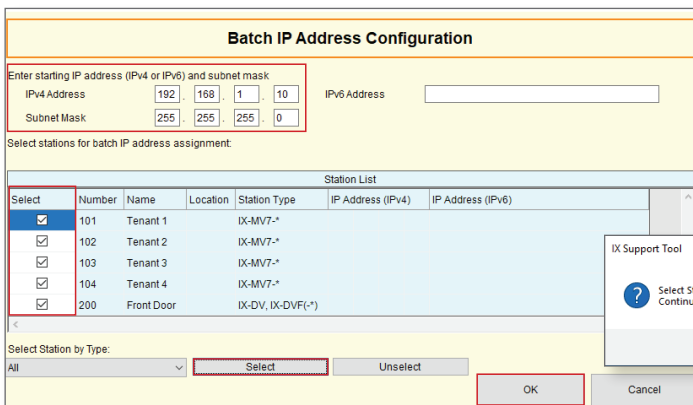 Batch IP Address Configuration
Enter starting IP address (IPv4 or IPv6) and subnet mask
IPv4 Address 192 . 168 . 1 . 10 IPv6 Address
Subnet Mask 255 . 255 . 255 . 0
Select stations for batch IP address assignment:
Station List
Select Number Name Location Station Type IP Address (IPv4) IP Address (IPv6)
101 Tenant 1 IX-MV7-*
102 Tenant 2 IX-MV7-*
103 Tenant 3 IX-MV7-*
104 Tenant 4 IX-MV7-*
200 Front Door IX-DV, IX-DVF(-*)
IX Support Tool
Select
Continu
Select Station by Type:
All Select Unselect
OK Cancel